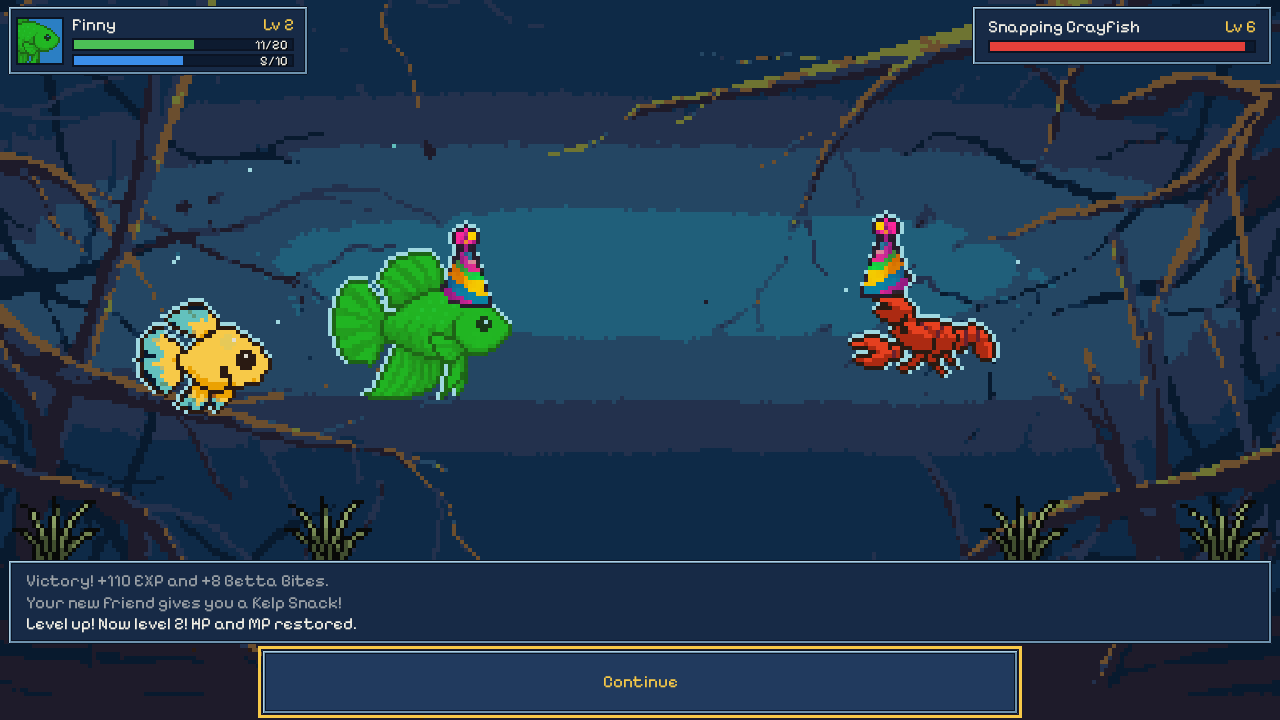 Finny Lv 2
11/20
8/10
Snapping Crayfish Lv 6
Victory! +110 EXP and +8 Betta Bites.
Your new friend gives you a Kelp Snack!
Level up! Now level 2! HP and MP restored.
Continue